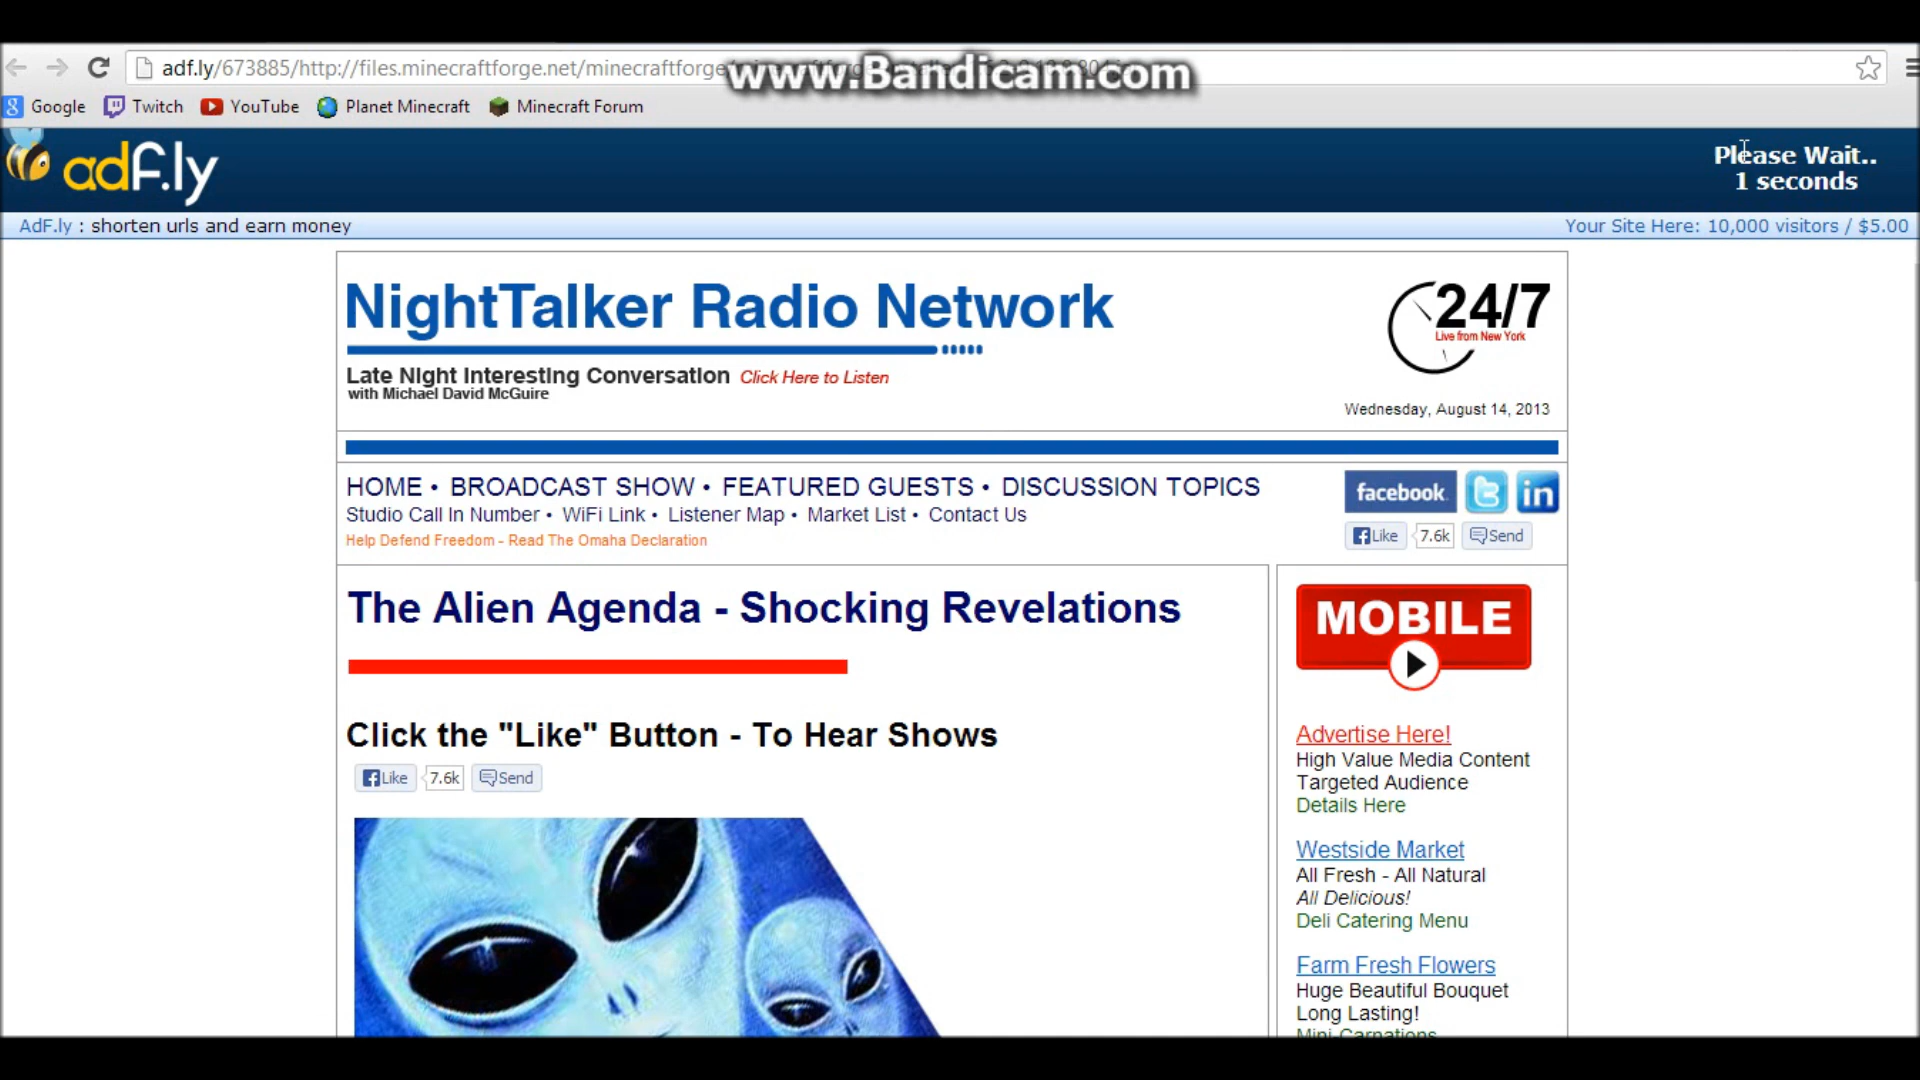 www.Bandicam.com
adf.ly/673885/http://files.minecraftforge.net/minecraftforge/
Google Twitch YouTube Planet Minecraft Minecraft Forum
adf.ly
Please Wait..
1 seconds
AdF.ly : shorten urls and earn money
Your Site Here: 10,000 visitors / $5.00
NightTalker Radio Network
24/7
Live from New York
Late Night Interesting Conversation Click Here to Listen
with Michael David McGuire
Wednesday, August 14, 2013
HOME • BROADCAST SHOW • FEATURED GUESTS • DISCUSSION TOPICS
Studio Call In Number • WiFi Link • Listener Map • Market List • Contact Us
Help Defend Freedom - Read The Omaha Declaration
facebook t in
Like 7.6k Send
The Alien Agenda - Shocking Revelations
Click the "Like" Button - To Hear Shows
Like 7.6k Send
MOBILE
Advertise Here!
High Value Media Content
Targeted Audience
Details Here
Westside Market
All Fresh - All Natural
All Delicious!
Deli Catering Menu
Farm Fresh Flowers
Huge Beautiful Bouquet
Long Lasting!
Mini-Carnations